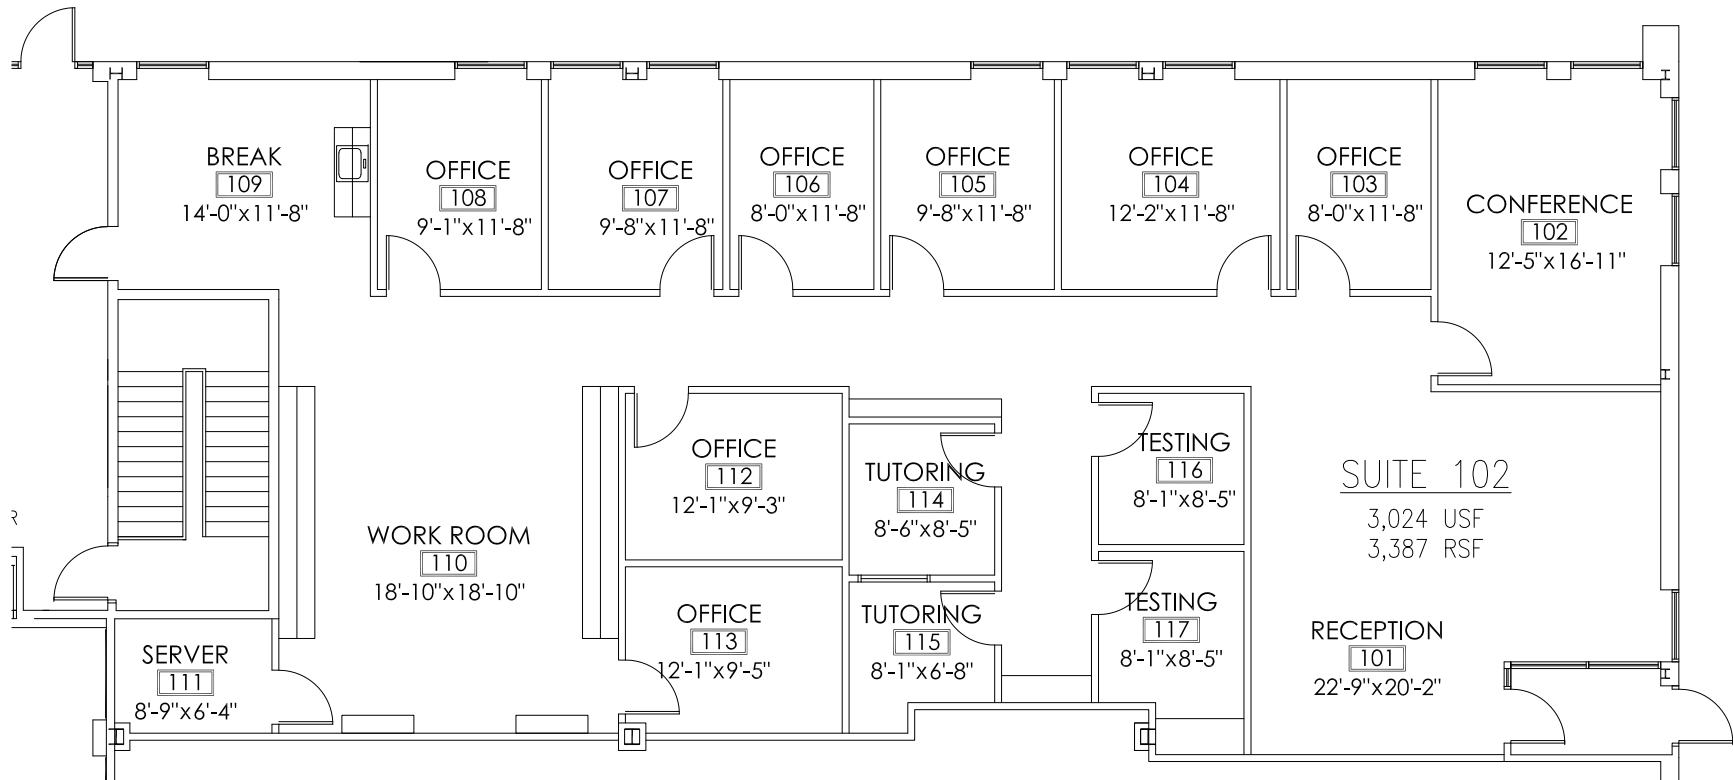 BREAK
109
14'-0"x11'-8"
OFFICE
108
9'-1"x11'-8"
OFFICE
107
9'-8"x11'-8"
OFFICE
106
8'-0"x11'-8"
OFFICE
105
9'-8"x11'-8"
OFFICE
104
12'-2"x11'-8"
OFFICE
103
8'-0"x11'-8"
CONFERENCE
102
12'-5"x16'-11"
OFFICE
112
12'-1"x9'-3"
TUTORING
114
8'-6"x8'-5"
TESTING
116
8'-1"x8'-5"
SUITE 102
3,024 USF
3,387 RSF
R
WORK ROOM
110
18'-10"x18'-10"
OFFICE
113
12'-1"x9'-5"
TUTORING
115
8'-1"x6'-8"
TESTING
117
8'-1"x8'-5"
RECEPTION
101
22'-9"x20'-2"
SERVER
111
8'-9"x6'-4"